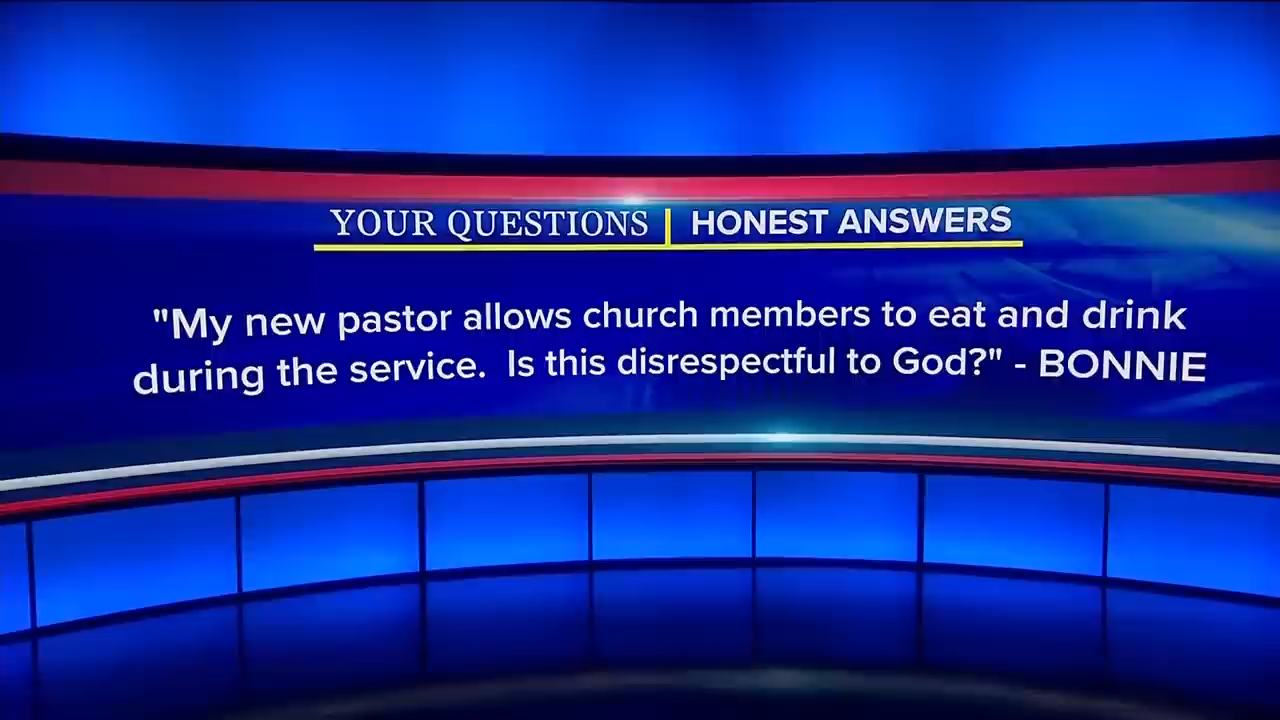 YOUR QUESTIONS | HONEST ANSWERS
"My new pastor allows church members to eat and drink
during the service.  Is this disrespectful to God?" - BONNIE